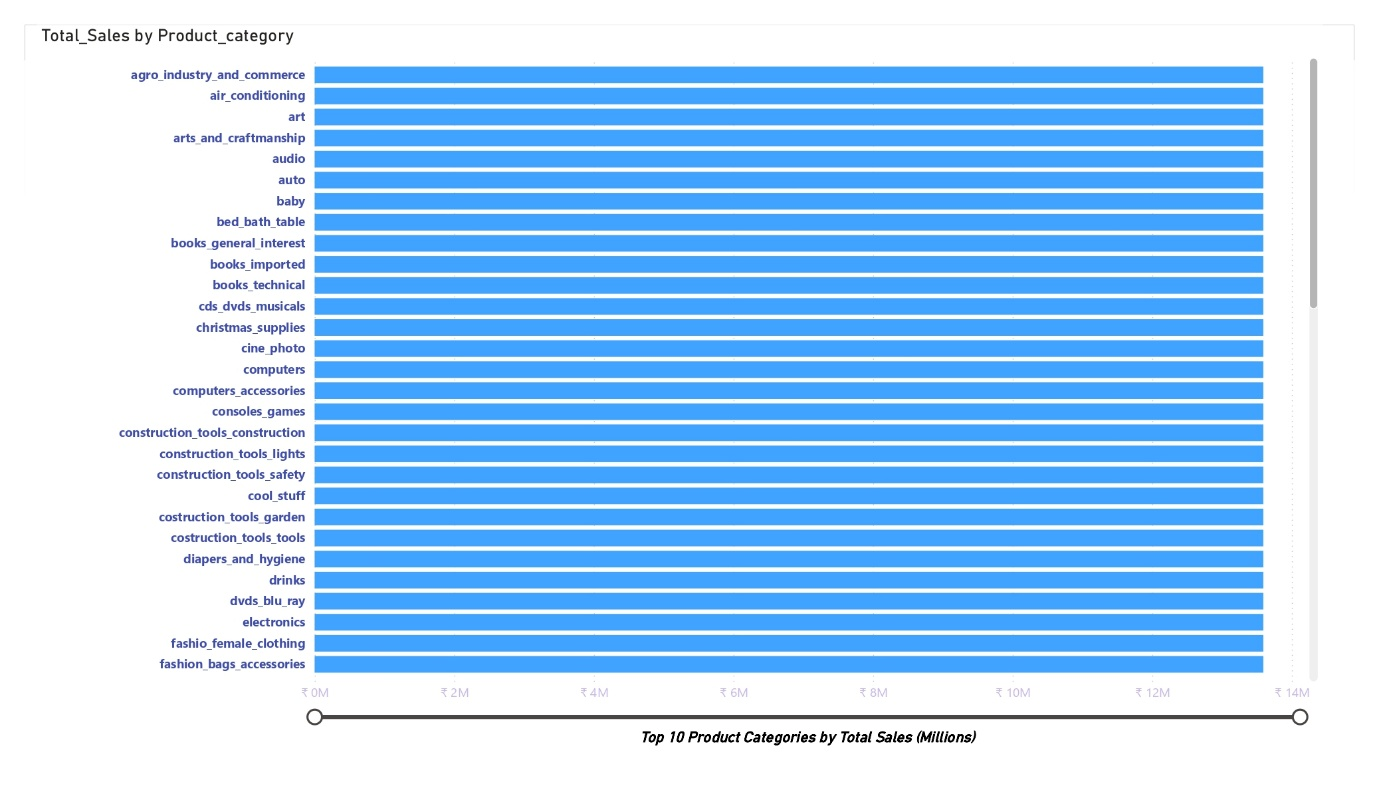 Total_Sales by Product_category
agro_industry_and_commerce
air_conditioning
art
arts_and_craftmanship
audio
auto
baby
bed_bath_table
books_general_interest
books_imported
books_technical
cds_dvds_musicals
christmas_supplies
cine_photo
computers
computers_accessories
consoles_games
construction_tools_construction
construction_tools_lights
construction_tools_safety
cool_stuff
costruction_tools_garden
costruction_tools_tools
diapers_and_hygiene
drinks
dvds_blu_ray
electronics
fashio_female_clothing
fashion_bags_accessories
₹ 0M ₹ 2M ₹ 4M ₹ 6M ₹ 8M ₹ 10M ₹ 12M ₹ 14M
Top 10 Product Categories by Total Sales (Millions)